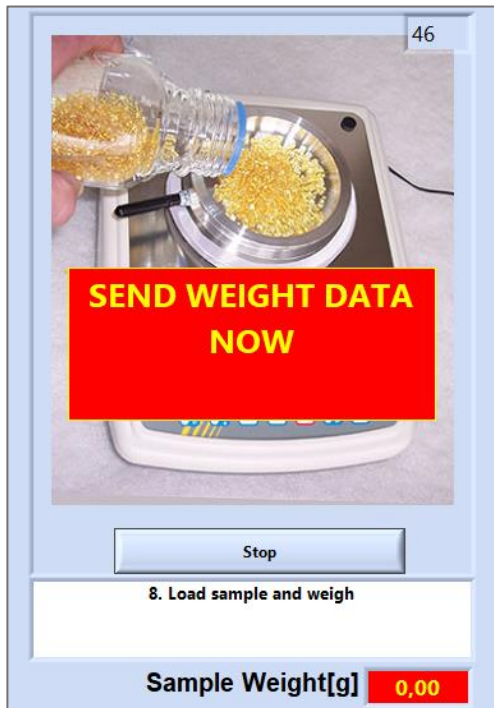 46
SEND WEIGHT DATA
NOW
Stop
8. Load sample and weigh
Sample Weight[g] 0,00